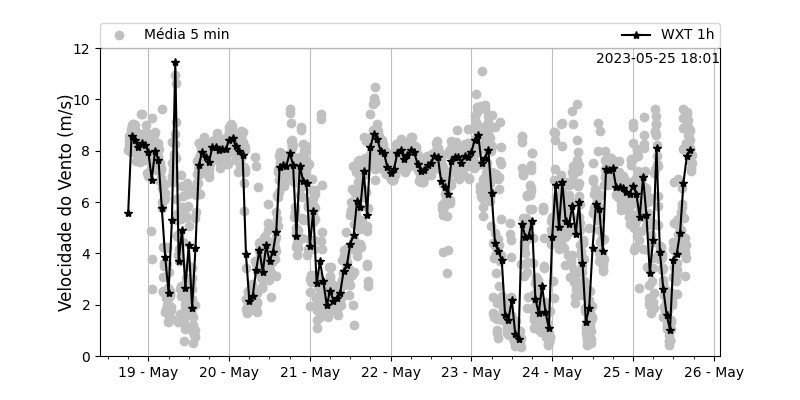 Média 5 min
WXT 1h
2023-05-25 18:01
Velocidade do Vento (m/s)
12
10
8
6
4
2
0
19 - May
20 - May
21 - May
22 - May
23 - May
24 - May
25 - May
26 - May